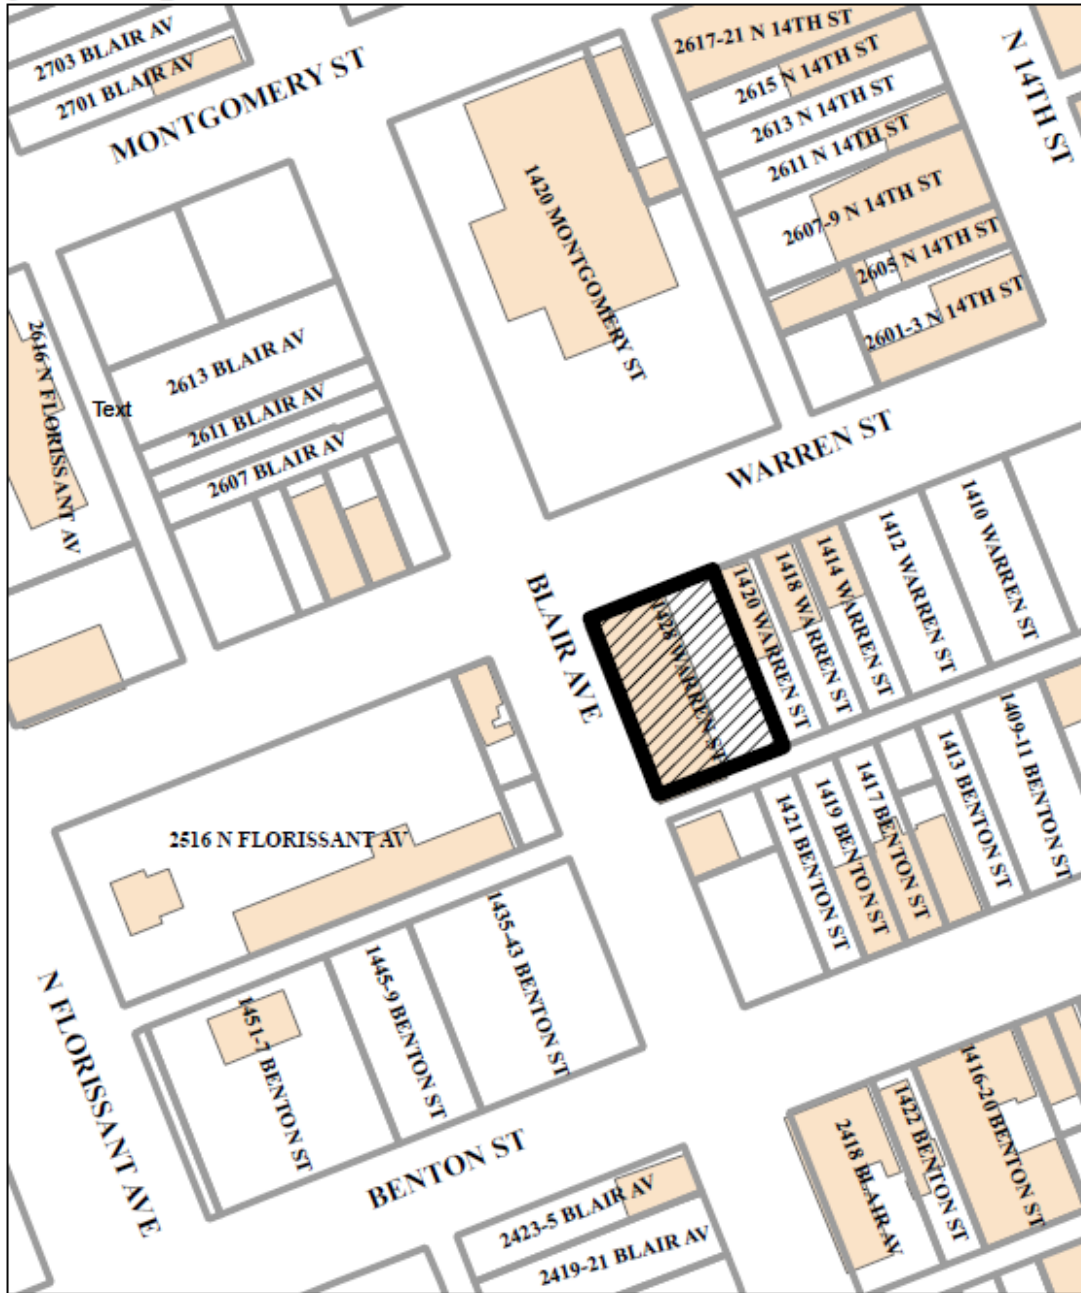 2703 BLAIR AV
2701 BLAIR AV
MONTGOMERY ST
2617-21 N 14TH ST
2615 N 14TH ST
2613 N 14TH ST
2611 N 14TH ST
2607-9 N 14TH ST
2605 N 14TH ST
2601-3 N 14TH ST
N 14TH ST
1420 MONTGOMERY ST
2616 N FLORISSANT AV
Text
2613 BLAIR AV
2611 BLAIR AV
2607 BLAIR AV
WARREN ST
BLAIR AVE
1428 WARREN ST
1420 WARREN ST
1418 WARREN ST
1414 WARREN ST
1412 WARREN ST
1410 WARREN ST
1421 BENTON ST
1419 BENTON ST
1417 BENTON ST
1413 BENTON ST
1409-11 BENTON ST
2516 N FLORISSANT AV
N FLORISSANT AVE
1451-7 BENTON ST
1445-9 BENTON ST
1435-43 BENTON ST
BENTON ST
2423-5 BLAIR AV
2419-21 BLAIR AV
2418 BLAIR AV
1422 BENTON ST
1416-20 BENTON ST